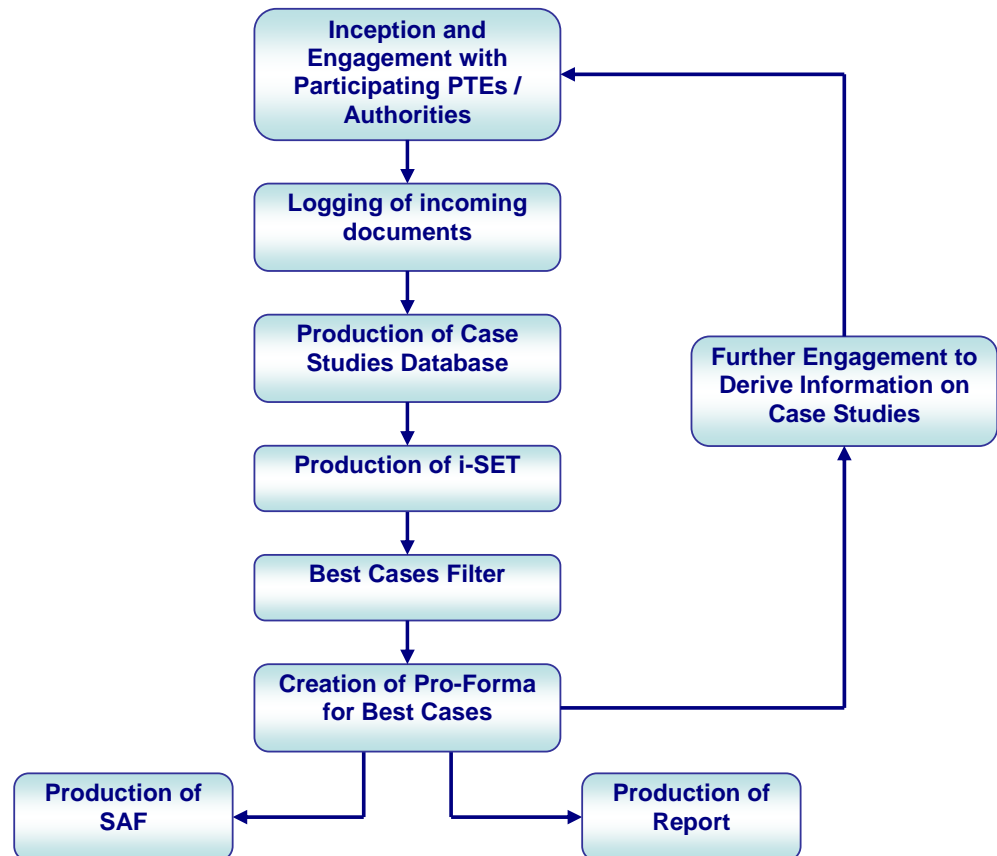 Inception and
Engagement with
Participating PTEs /
Authorities
Logging of incoming
documents
Production of Case
Studies Database
Further Engagement to
Derive Information on
Case Studies
Production of i-SET
Best Cases Filter
Creation of Pro-Forma
for Best Cases
Production of
SAF
Production of
Report